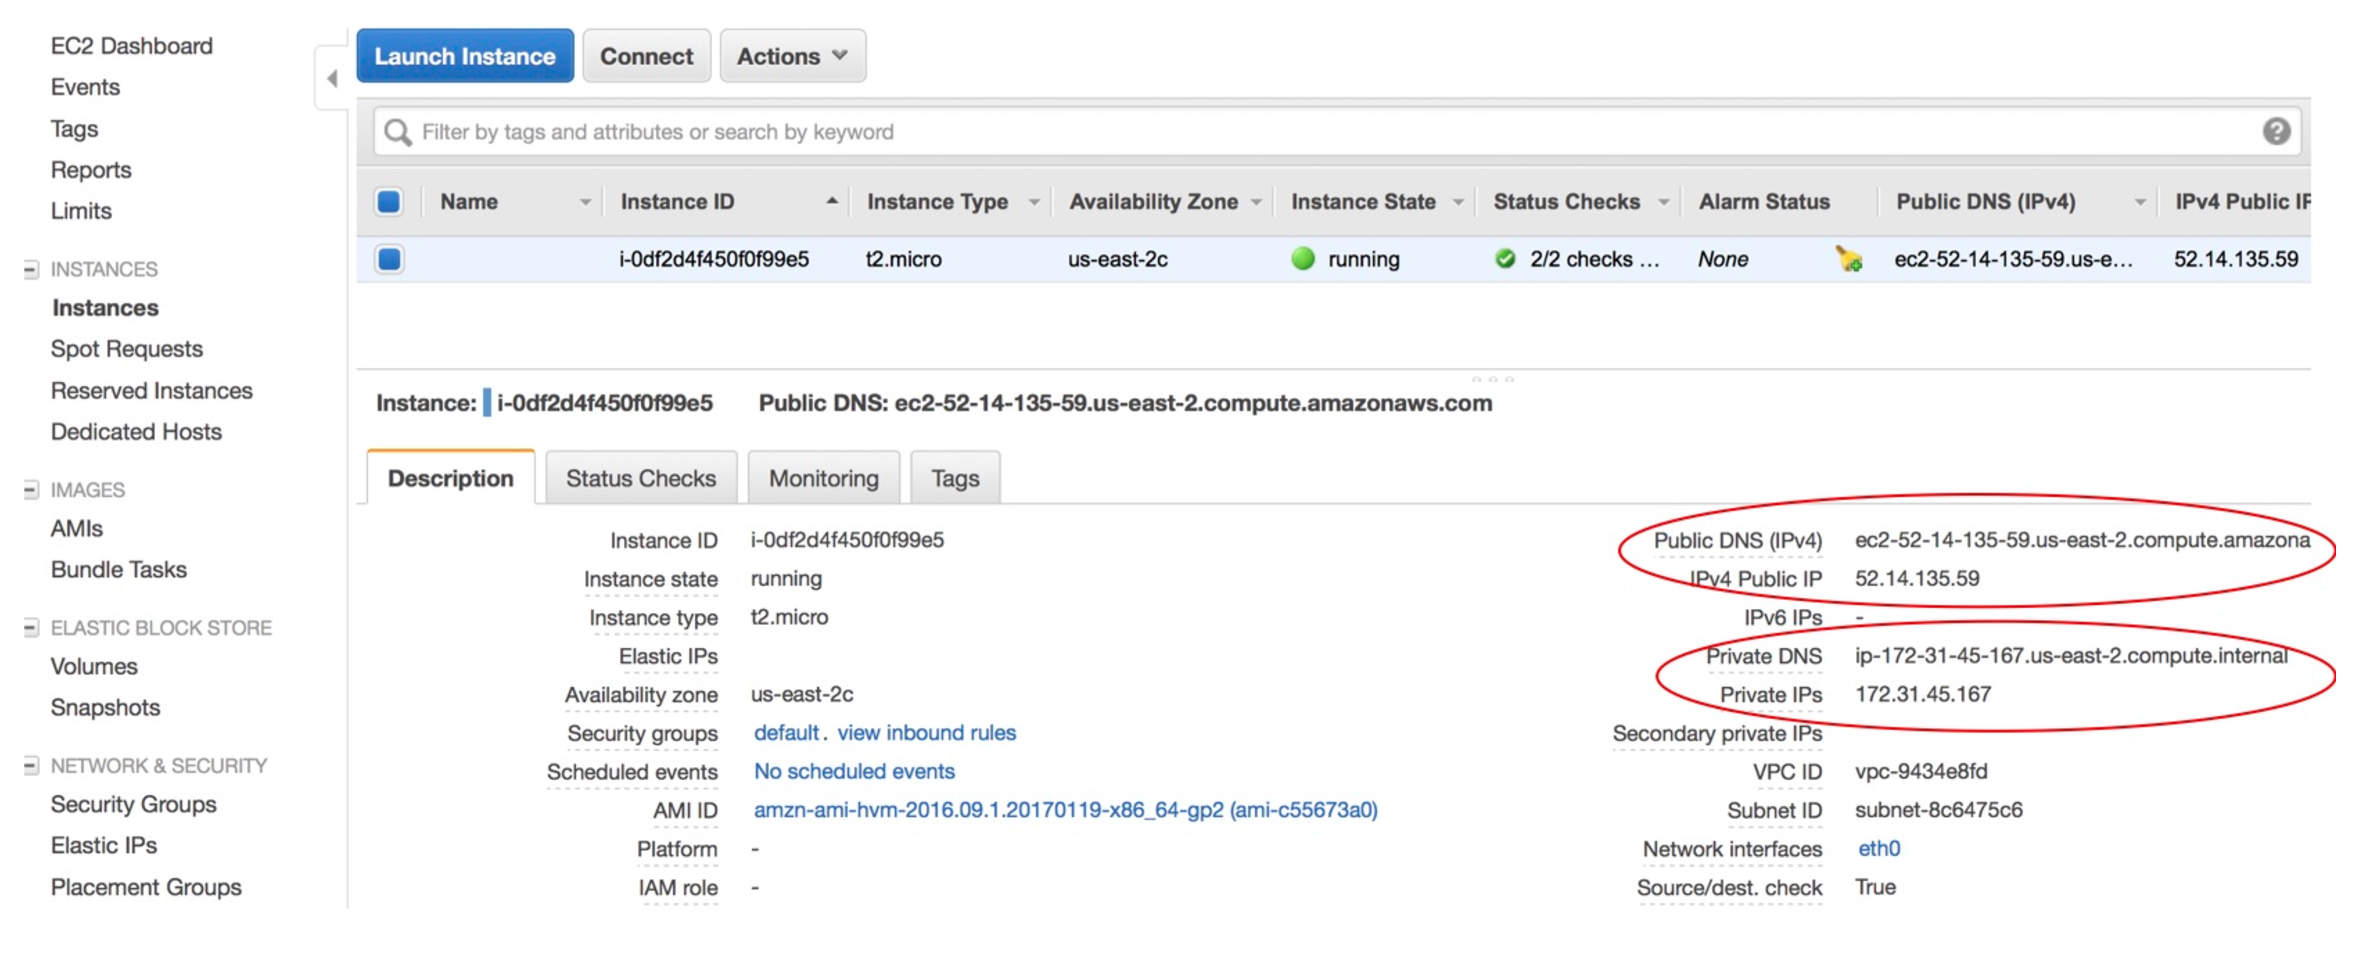 EC2 Dashboard
Events
Tags
Reports
Limits
INSTANCES
Instances
Spot Requests
Reserved Instances
Dedicated Hosts
IMAGES
AMIs
Bundle Tasks
ELASTIC BLOCK STORE
Volumes
Snapshots
NETWORK & SECURITY
Security Groups
Elastic IPs
Placement Groups
Launch Instance Connect Actions
Filter by tags and attributes or search by keyword
Name Instance ID Instance Type Availability Zone Instance State Status Checks Alarm Status Public DNS (IPv4) IPv4 Public IP
i-0df2d4f450f0f99e5 t2.micro us-east-2c running 2/2 checks ... None ec2-52-14-135-59.us-e... 52.14.135.59
Instance: i-0df2d4f450f0f99e5 Public DNS: ec2-52-14-135-59.us-east-2.compute.amazonaws.com
Description Status Checks Monitoring Tags
Instance ID i-0df2d4f450f0f99e5
Instance state running
Instance type t2.micro
Elastic IPs
Availability zone us-east-2c
Security groups default. view inbound rules
Scheduled events No scheduled events
AMI ID amzn-ami-hvm-2016.09.1.20170119-x86_64-gp2 (ami-c55673a0)
Platform -
IAM role -
Public DNS (IPv4) ec2-52-14-135-59.us-east-2.compute.amazona
IPv4 Public IP 52.14.135.59
IPv6 IPs -
Private DNS ip-172-31-45-167.us-east-2.compute.internal
Private IPs 172.31.45.167
Secondary private IPs
VPC ID vpc-9434e8fd
Subnet ID subnet-8c6475c6
Network interfaces eth0
Source/dest. check True